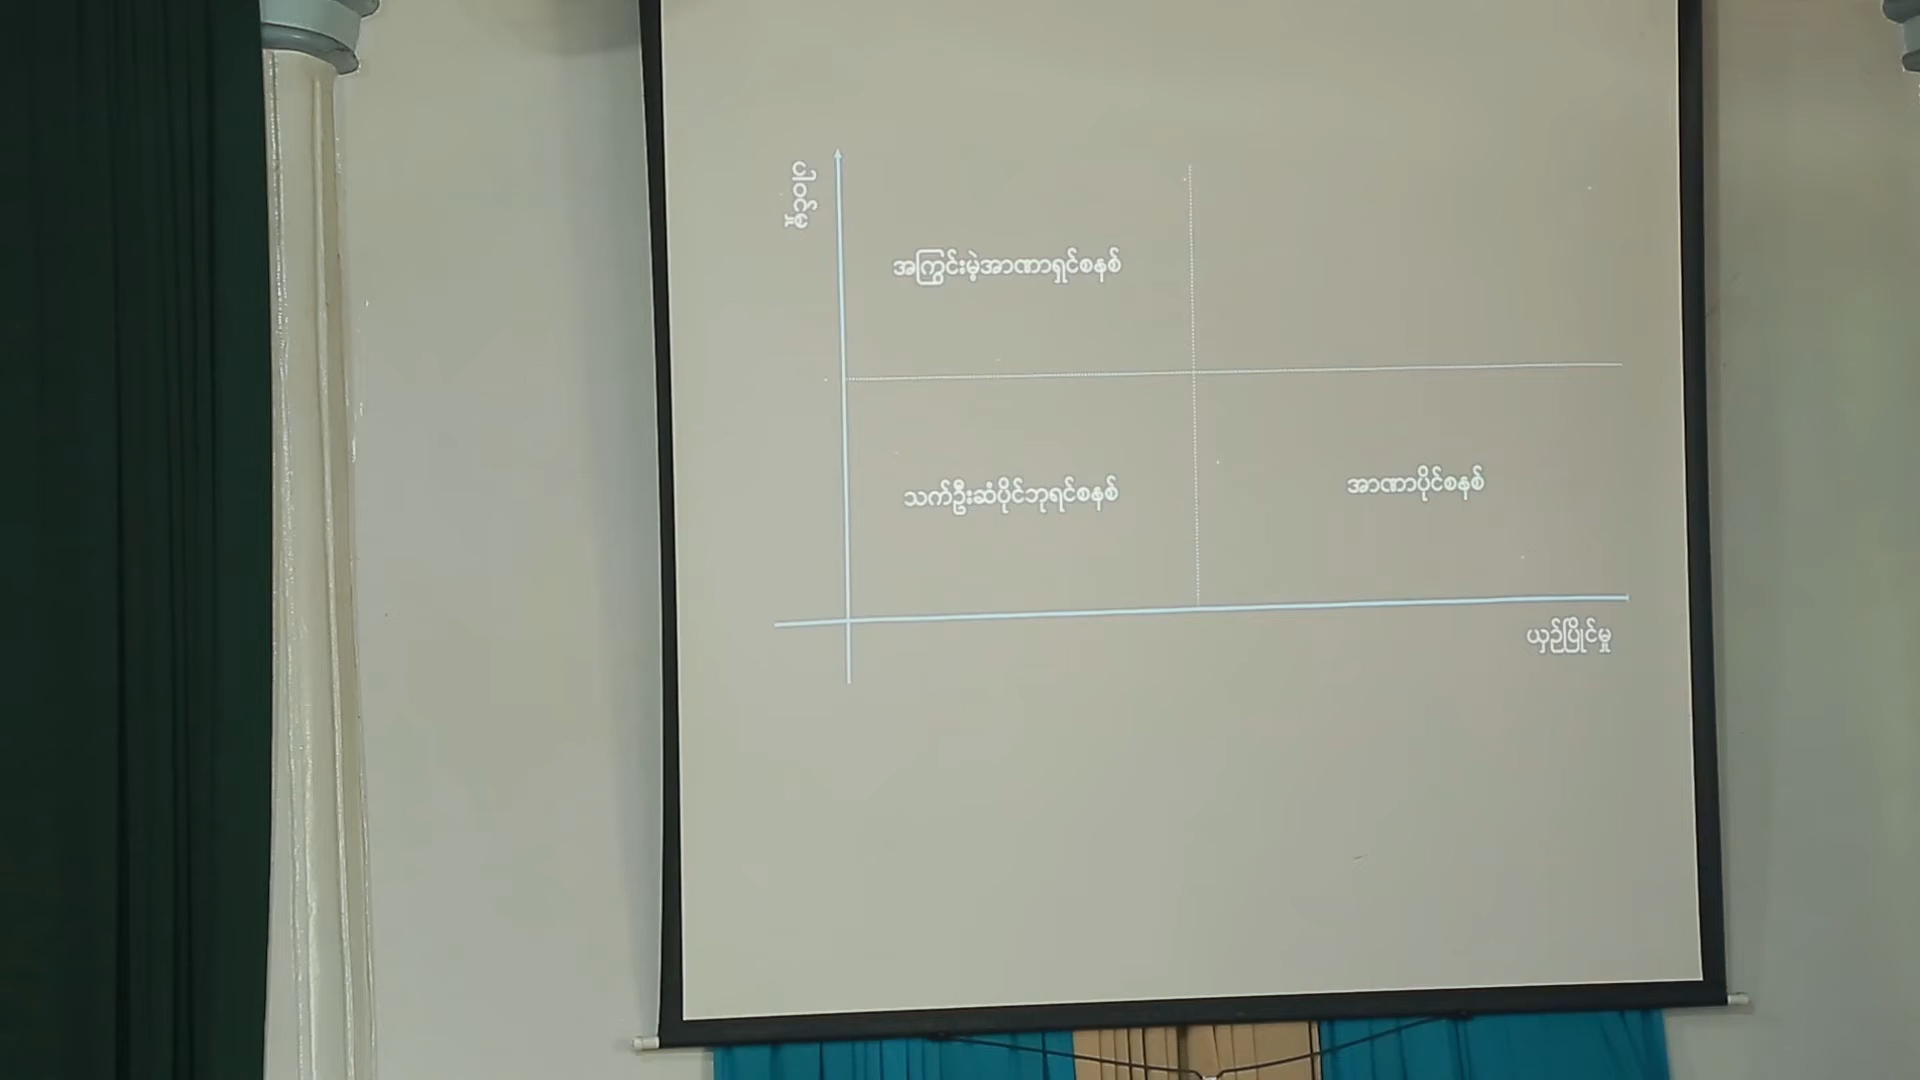 ပါဝင်မှု
အကြွင်းမဲ့အာဏာရှင်စနစ်
သက်ဦးဆံပိုင်ဘုရင်စနစ်
အာဏာပိုင်စနစ်
ယှဉ်ပြိုင်မှု